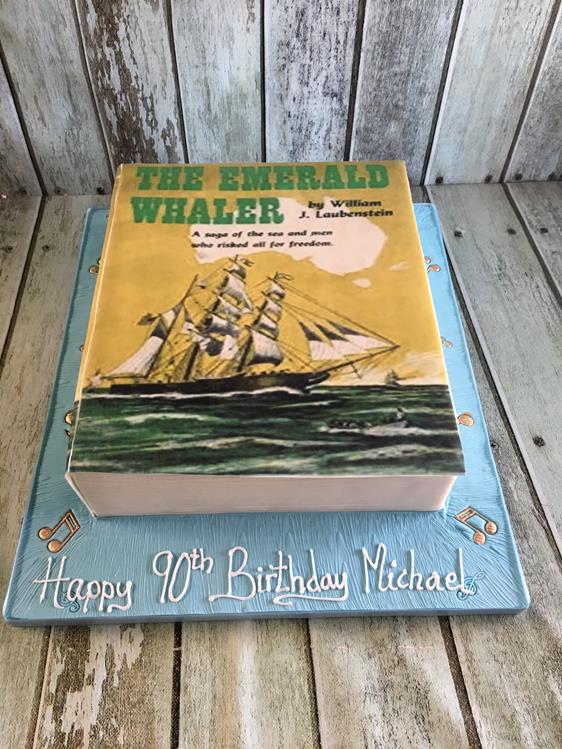 THE EMERALD
WHALER
by William
J. Laubenstein
A saga of the sea and men
who risked all for freedom.
Happy 90th Birthday Michael